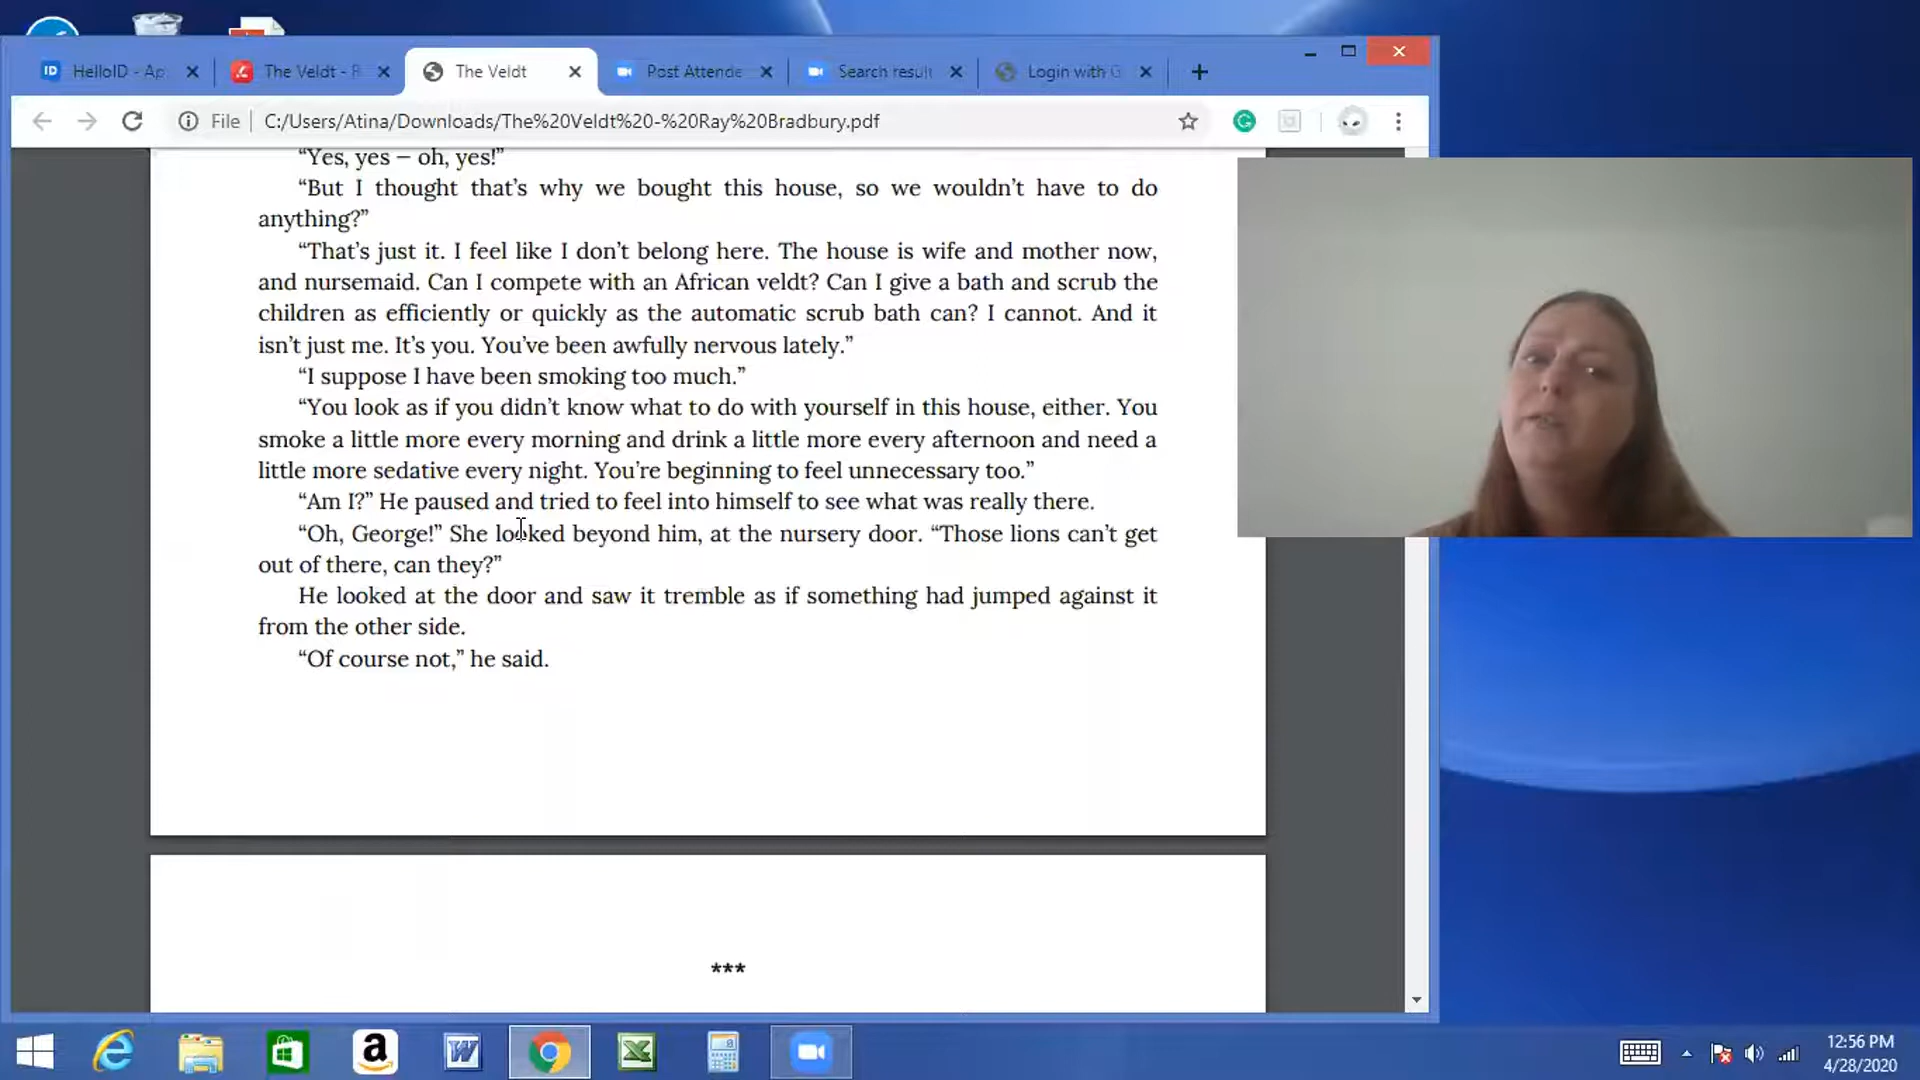 HelloID - Ap
The Veldt - R
The Veldt
Post Attende
Search result
Login with G
File
C:/Users/Atina/Downloads/The%20Veldt%20-%20Ray%20Bradbury.pdf
“Yes, yes – oh, yes!”
“But I thought that’s why we bought this house, so we wouldn’t have to do
anything?”
“That’s just it. I feel like I don’t belong here. The house is wife and mother now,
and nursemaid. Can I compete with an African veldt? Can I give a bath and scrub the
children as efficiently or quickly as the automatic scrub bath can? I cannot. And it
isn’t just me. It’s you. You’ve been awfully nervous lately.”
“I suppose I have been smoking too much.”
“You look as if you didn’t know what to do with yourself in this house, either. You
smoke a little more every morning and drink a little more every afternoon and need a
little more sedative every night. You’re beginning to feel unnecessary too.”
“Am I?” He paused and tried to feel into himself to see what was really there.
“Oh, George!” She looked beyond him, at the nursery door. “Those lions can’t get
out of there, can they?”
He looked at the door and saw it tremble as if something had jumped against it
from the other side.
“Of course not,” he said.
***
12:56 PM
4/28/2020